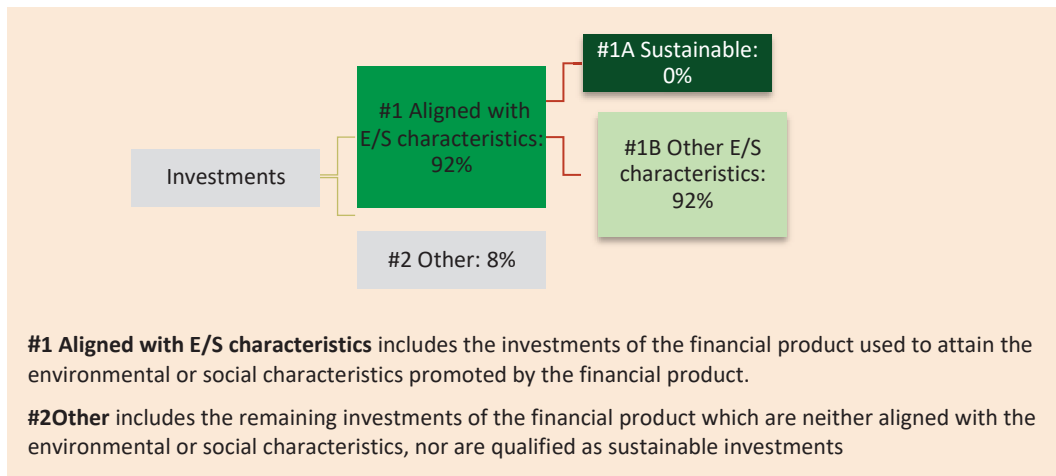 #1A Sustainable:
0%
#1 Aligned with
E/S characteristics:
92%
Investments
#1B Other E/S
characteristics:
92%
#2 Other: 8%
#1 Aligned with E/S characteristics includes the investments of the financial product used to attain the
environmental or social characteristics promoted by the financial product.
#2Other includes the remaining investments of the financial product which are neither aligned with the
environmental or social characteristics, nor are qualified as sustainable investments